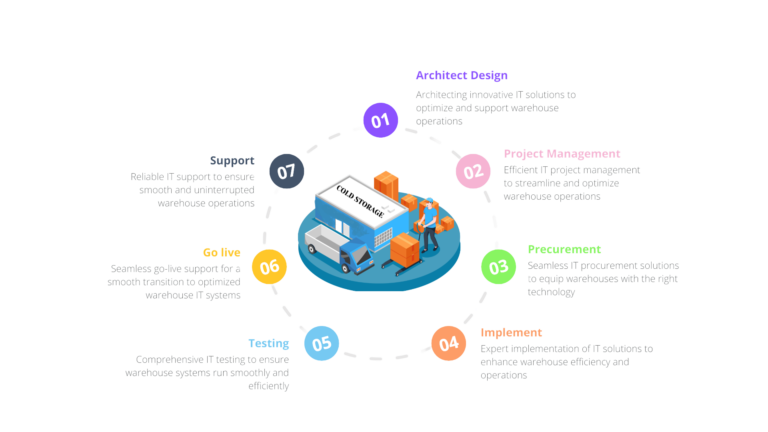 Architect Design
Architecting innovative IT solutions to
optimize and support warehouse
operations
01
Project Management
Efficient IT project management
to streamline and optimize
warehouse operations
02
Procurement
Seamless IT procurement solutions
to equip warehouses with the right
technology
03
Implement
Expert implementation of IT solutions to
enhance warehouse efficiency and
operations
04
Testing
Comprehensive IT testing to ensure
warehouse systems run smoothly and
efficiently
05
Go live
Seamless go-live support for a
smooth transition to optimized
warehouse IT systems
06
Support
Reliable IT support to ensure
smooth and uninterrupted
warehouse operations
07
COLD STORAGE